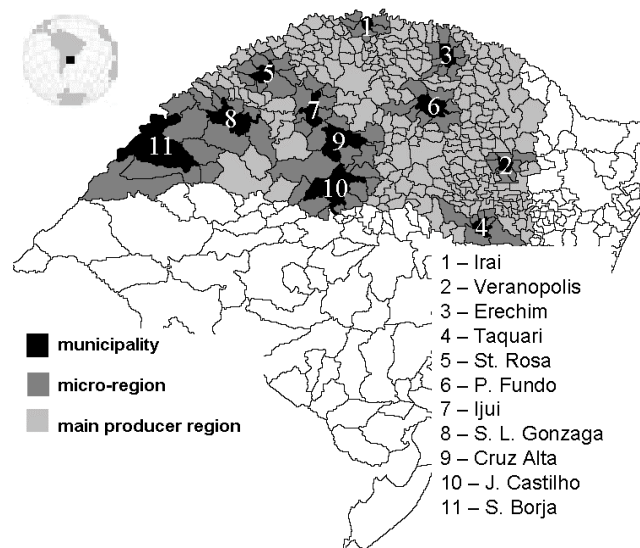 1
3
5
7
6
8
9
11
2
10
4
1 – Irai
2 – Veranopolis
3 – Erechim
4 – Taquari
5 – St. Rosa
6 – P. Fundo
7 – Ijui
8 – S. L. Gonzaga
9 – Cruz Alta
10 – J. Castilho
11 – S. Borja
municipality
micro-region
main producer region